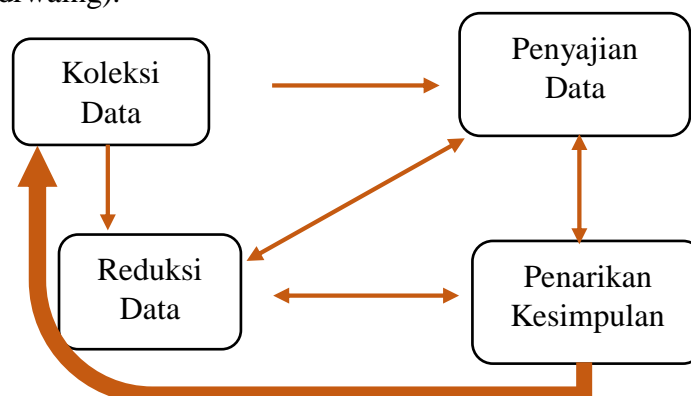 Koleksi
Data
Penyajian
Data
Reduksi
Data
Penarikan
Kesimpulan